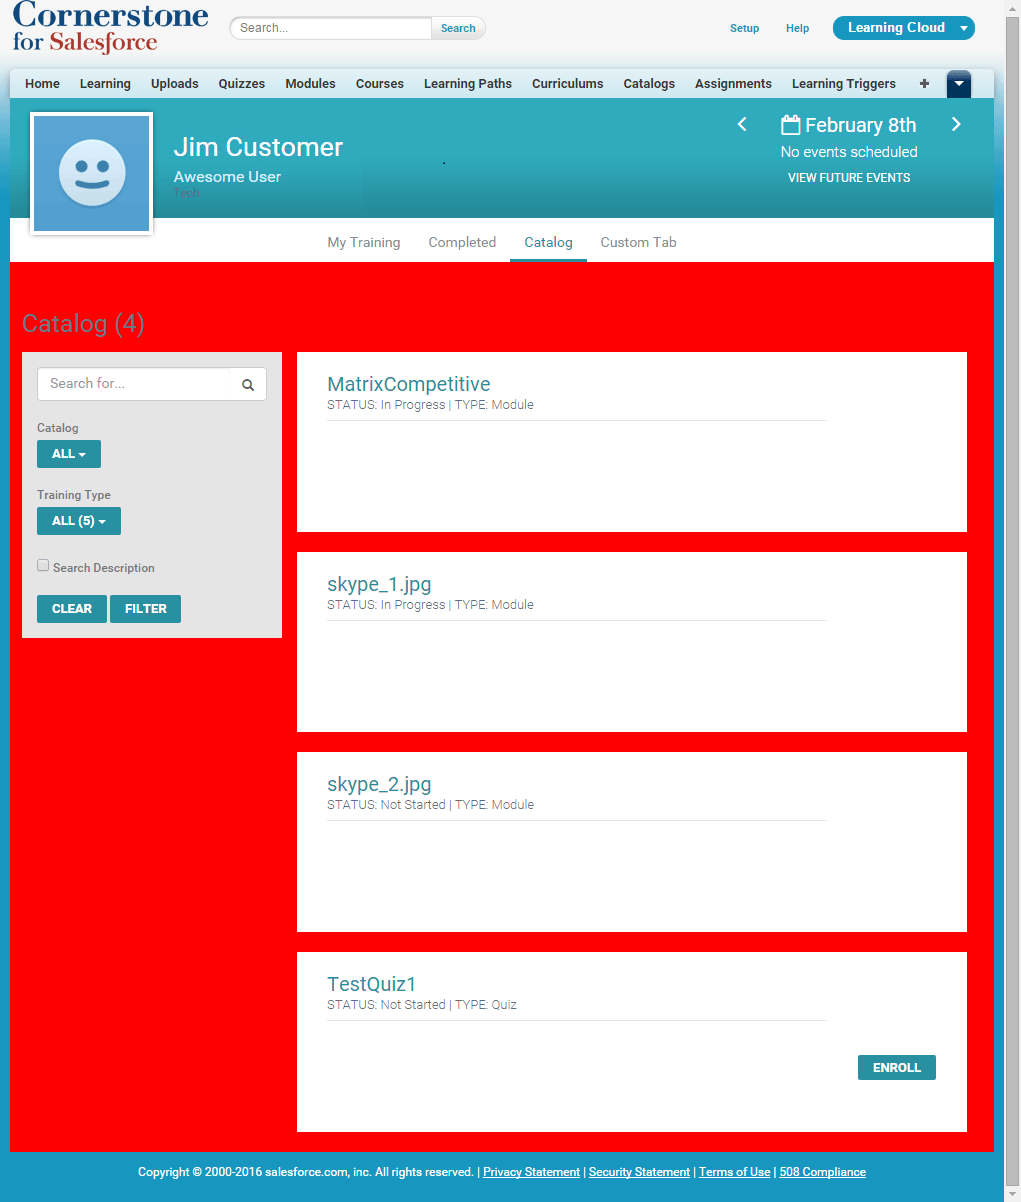 Cornerstone
for Salesforce
Search... Search Setup Help Learning Cloud
Home Learning Uploads Quizzes Modules Courses Learning Paths Curriculums Catalogs Assignments Learning Triggers +
Jim Customer
Awesome User
Tech
February 8th
No events scheduled
VIEW FUTURE EVENTS
My Training Completed Catalog Custom Tab
Catalog (4)
Search for...
Catalog
ALL
Training Type
ALL (5)
Search Description
CLEAR FILTER
MatrixCompetitive
STATUS: In Progress | TYPE: Module
skype_1.jpg
STATUS: In Progress | TYPE: Module
skype_2.jpg
STATUS: Not Started | TYPE: Module
TestQuiz1
STATUS: Not Started | TYPE: Quiz
ENROLL
Copyright © 2000-2016 salesforce.com, inc. All rights reserved. | Privacy Statement | Security Statement | Terms of Use | 508 Compliance